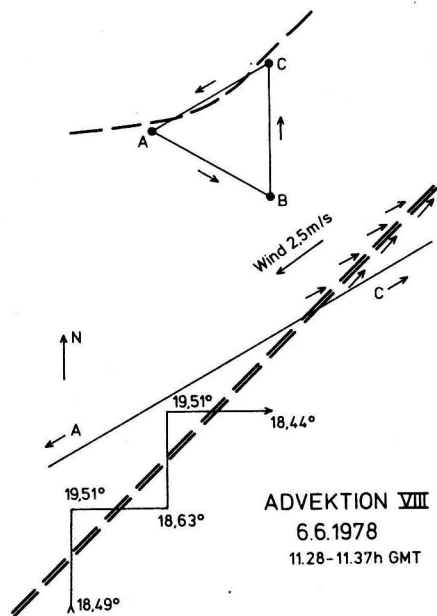 C
A
B
Wind 2,5m/s
C
N
A
19,51°
18,44°
19,51°
18,63°
18,49°
ADVEKTION VIII
6.6.1978
11.28-11.37h GMT